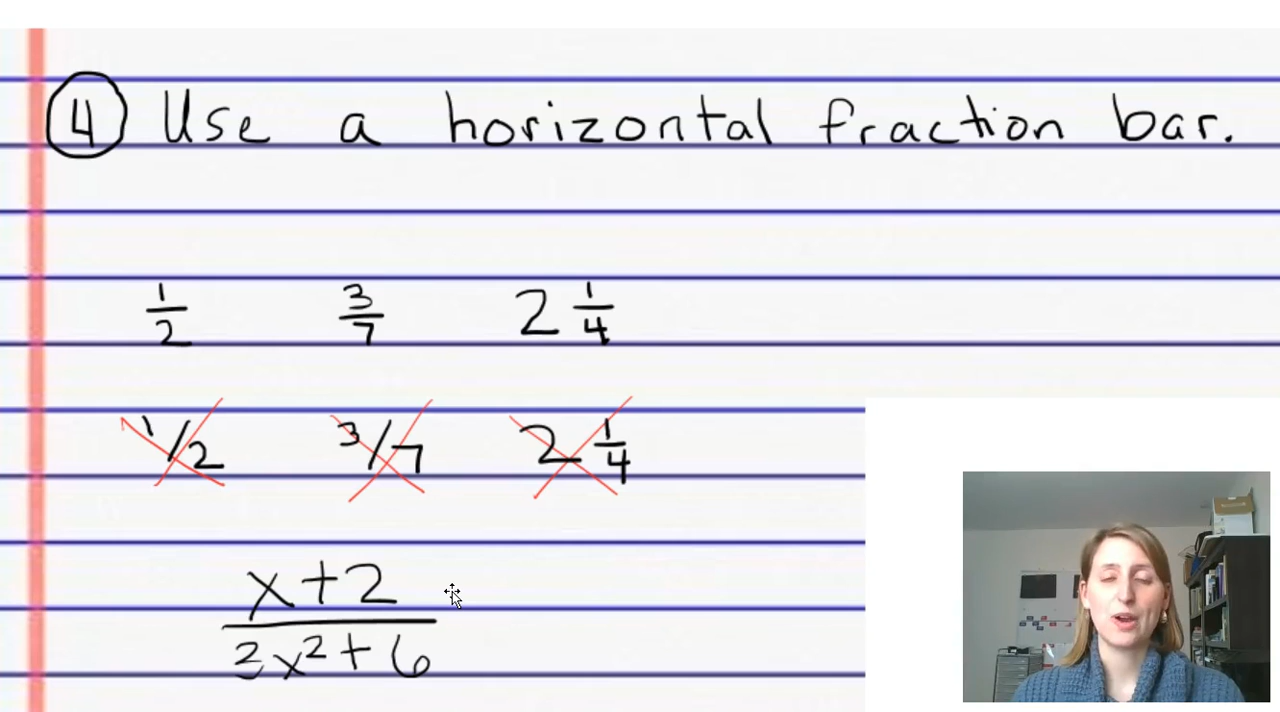 4 Use a horizontal fraction bar.
1/2 3/7 2 1/4
1/2 3/7 2 1/4
x+2
3x²+6